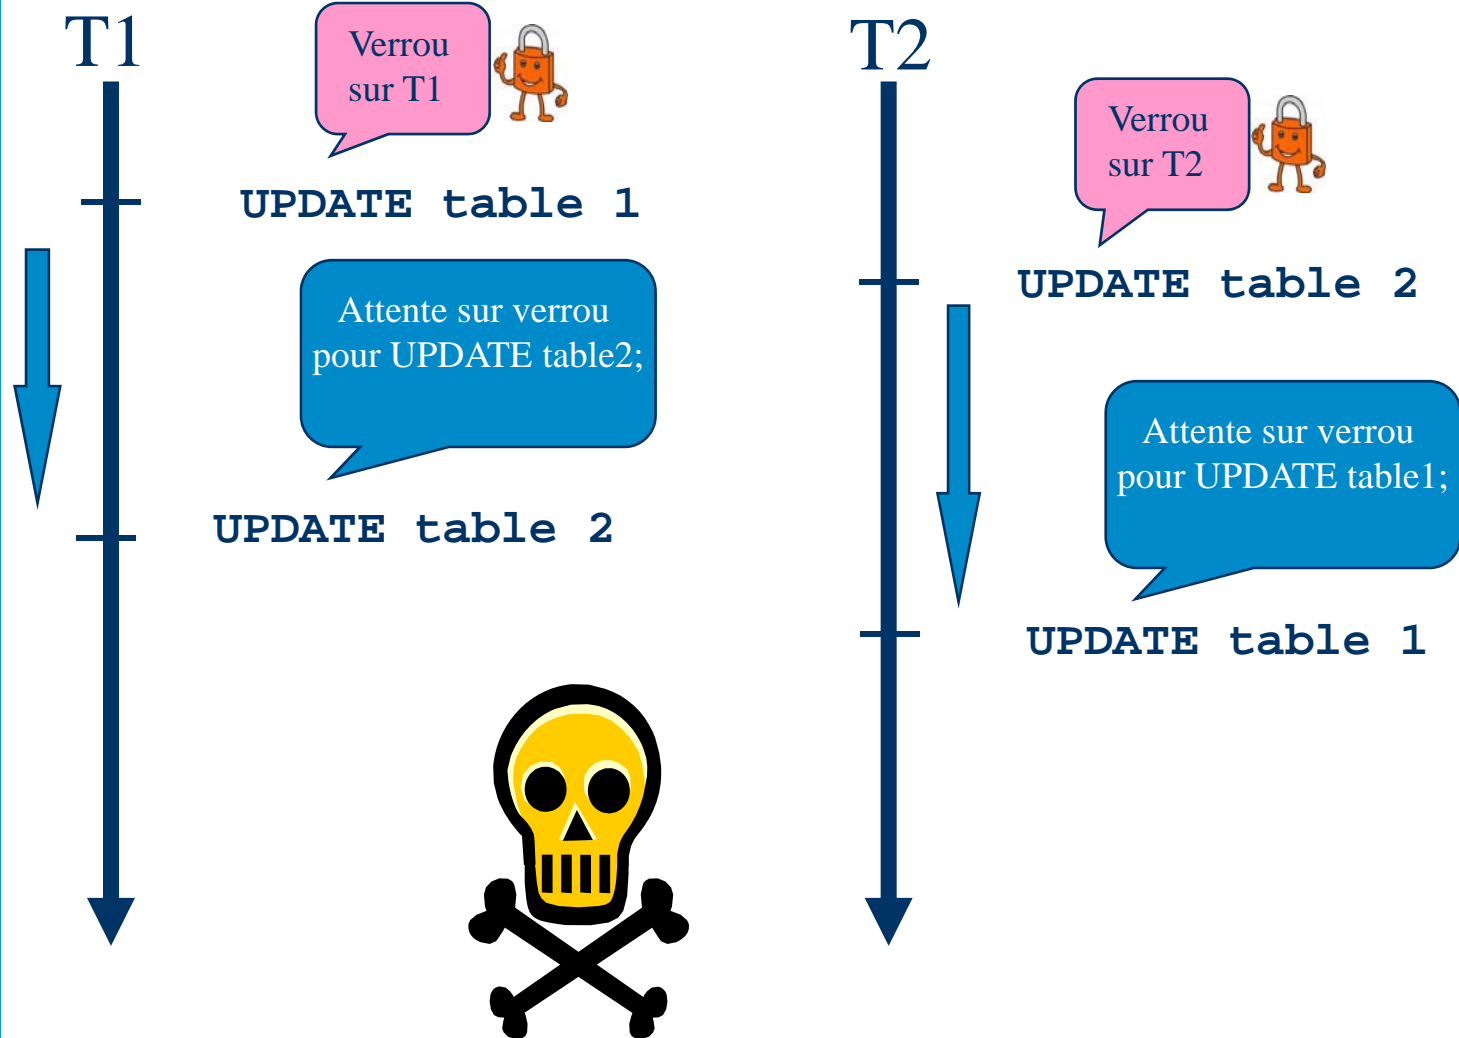 T1
Verrou
sur T1
UPDATE table 1
Attente sur verrou
pour UPDATE table2;
UPDATE table 2
T2
Verrou
sur T2
UPDATE table 2
Attente sur verrou
pour UPDATE table1;
UPDATE table 1